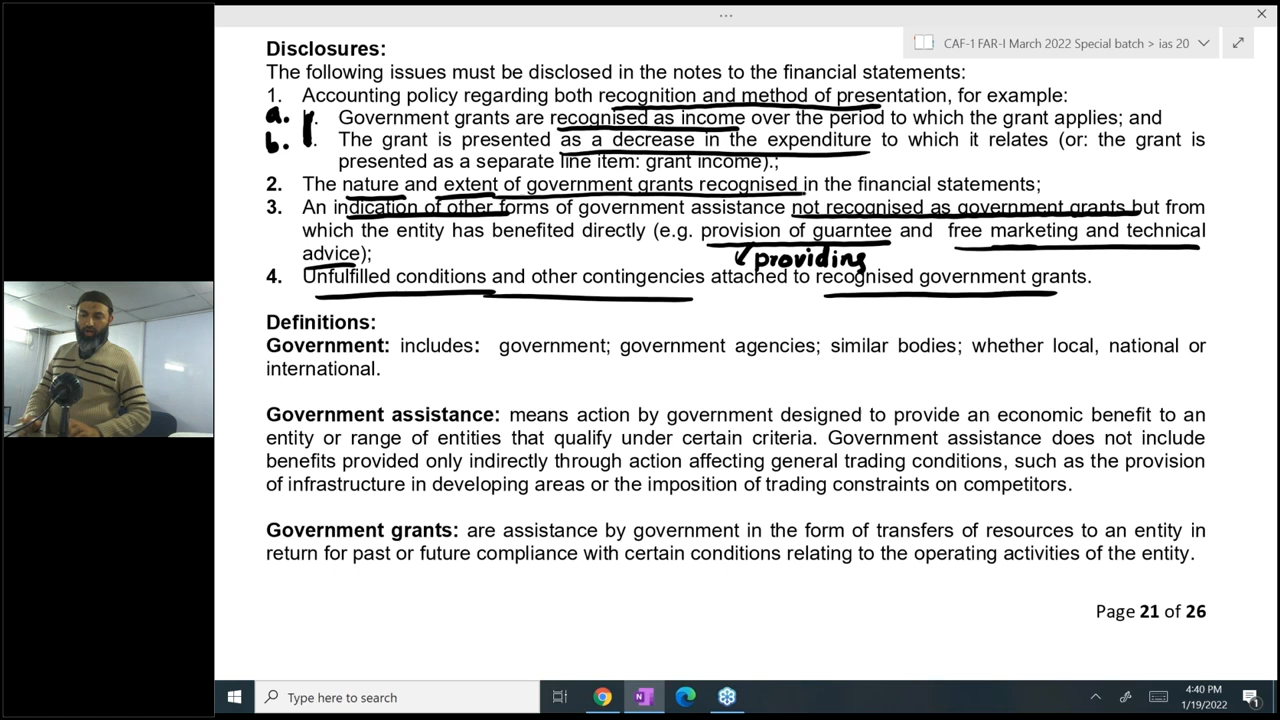 CAF-1 FAR-I March 2022 Special batch > ias 20
Disclosures:
The following issues must be disclosed in the notes to the financial statements:
1. Accounting policy regarding both recognition and method of presentation, for example:
a. Government grants are recognised as income over the period to which the grant applies; and
b. The grant is presented as a decrease in the expenditure to which it relates (or: the grant is
presented as a separate line item: grant income).;
2. The nature and extent of government grants recognised in the financial statements;
3. An indication of other forms of government assistance not recognised as government grants but from
which the entity has benefited directly (e.g. provision of guarntee and free marketing and technical
advice);
providing
4. Unfulfilled conditions and other contingencies attached to recognised government grants.
Definitions:
Government: includes: government; government agencies; similar bodies; whether local, national or
international.
Government assistance: means action by government designed to provide an economic benefit to an
entity or range of entities that qualify under certain criteria. Government assistance does not include
benefits provided only indirectly through action affecting general trading conditions, such as the provision
of infrastructure in developing areas or the imposition of trading constraints on competitors.
Government grants: are assistance by government in the form of transfers of resources to an entity in
return for past or future compliance with certain conditions relating to the operating activities of the entity.
Page 21 of 26
Type here to search
4:40 PM
1/19/2022
1